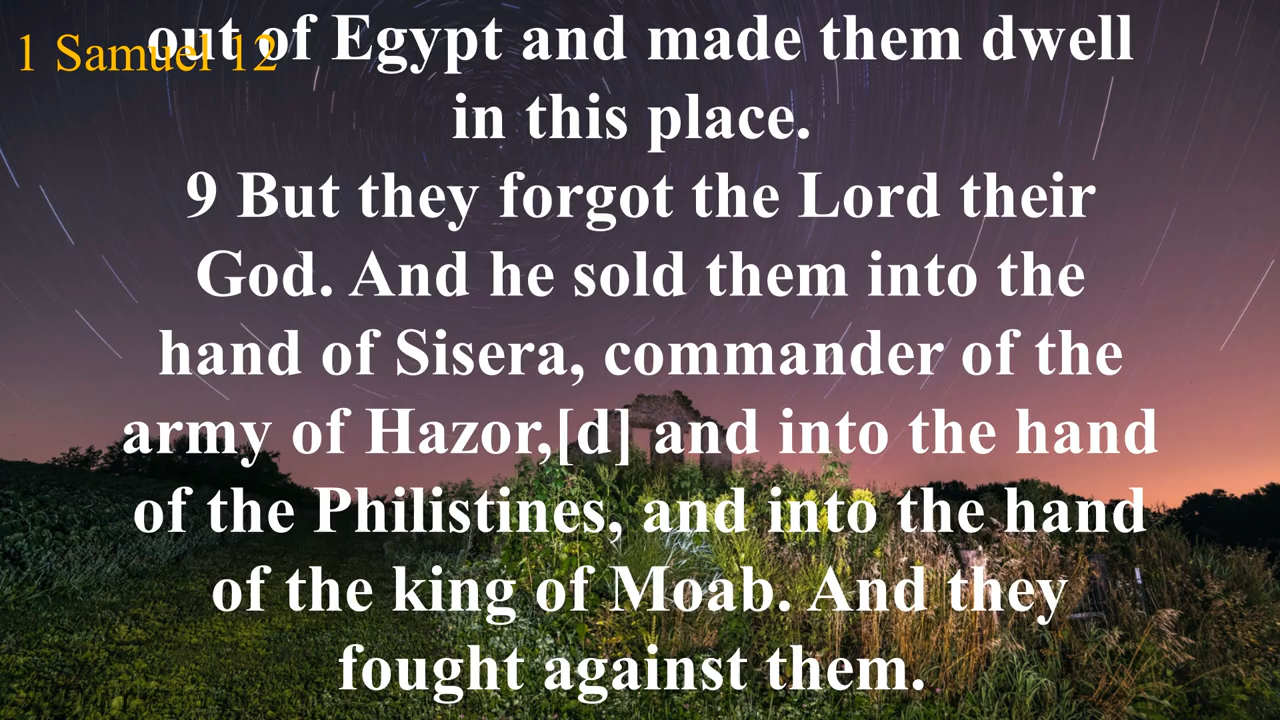 1 Samuel 12
out of Egypt and made them dwell
in this place.
9 But they forgot the Lord their
God. And he sold them into the
hand of Sisera, commander of the
army of Hazor,[d] and into the hand
of the Philistines, and into the hand
of the king of Moab. And they
fought against them.